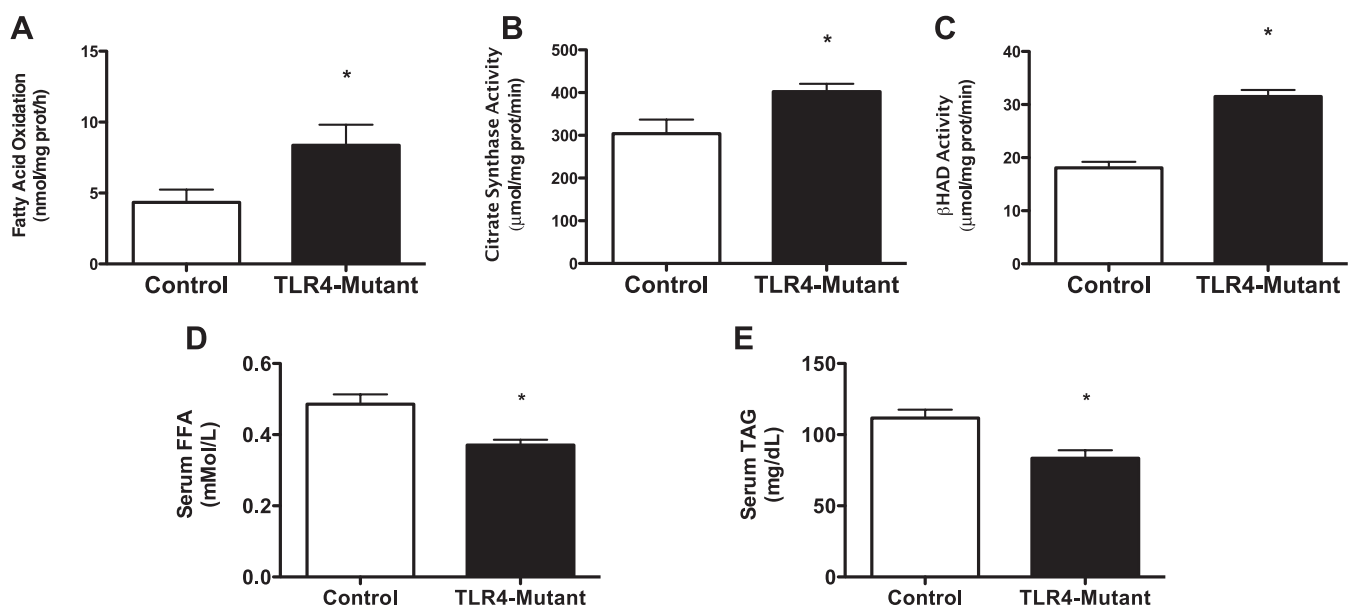 A
Fatty Acid Oxidation
(nmol/mg prot/h)
15
10
5
0
*
Control
TLR4-Mutant
B
Citrate Synthase Activity
(μmol/mg prot/min)
500
400
300
200
100
0
*
Control
TLR4-Mutant
C
βHAD Activity
(μmol/mg prot/min)
40
30
20
10
0
*
Control
TLR4-Mutant
D
Serum FFA
(mMol/L)
0.6
0.4
0.2
0.0
*
Control
TLR4-Mutant
E
Serum TAG
(mg/dL)
150
100
50
0
*
Control
TLR4-Mutant